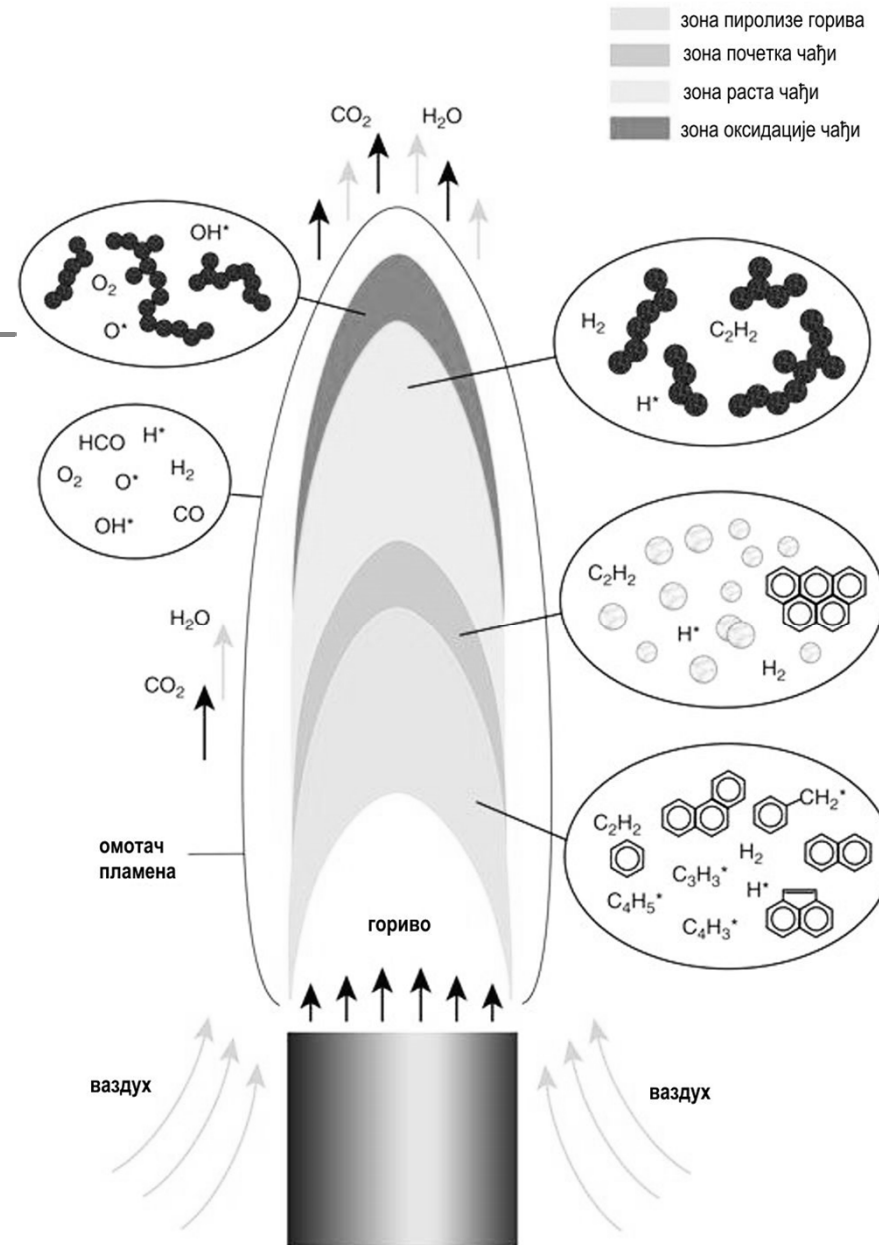 зона пиролизе горива
зона почетка чађи
зона раста чађи
зона оксидације чађи
CO₂ H₂O
OH*
O₂
O*
H₂
C₂H₂
H*
HCO H*
O₂ O* H₂
OH* CO
C₂H₂
H*
H₂
H₂O
CO₂
омотач
пламена
C₂H₂
CH₂*
H₂
C₃H₃*
H*
C₄H₅*
C₄H₃*
гориво
ваздух
ваздух